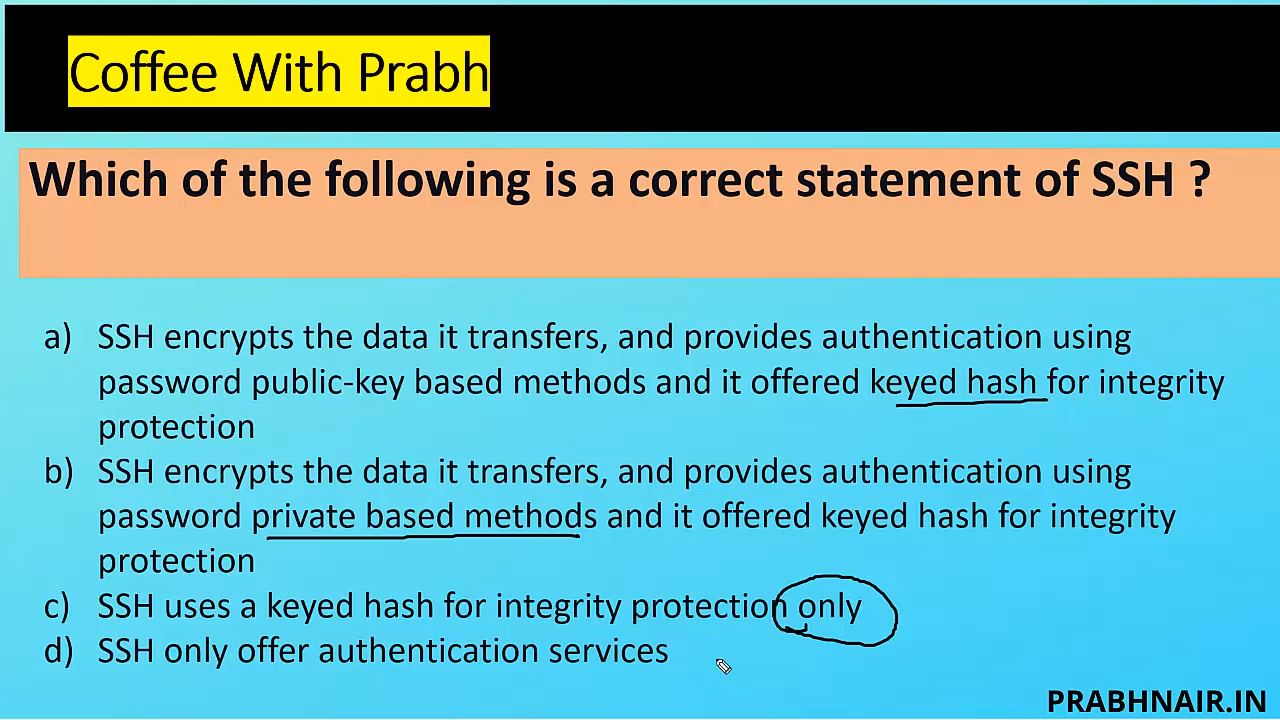 Coffee With Prabh
Which of the following is a correct statement of SSH ?
a) SSH encrypts the data it transfers, and provides authentication using
password public-key based methods and it offered keyed hash for integrity
protection
b) SSH encrypts the data it transfers, and provides authentication using
password private based methods and it offered keyed hash for integrity
protection
c) SSH uses a keyed hash for integrity protection only
d) SSH only offer authentication services
PRABHNAIR.IN